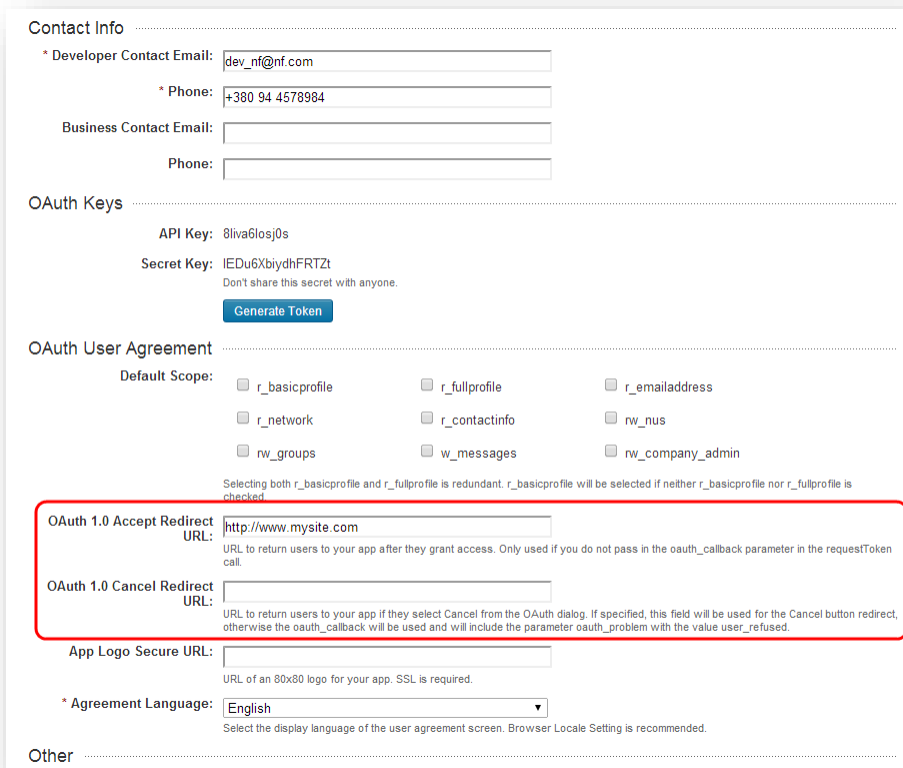 Contact Info
* Developer Contact Email: dev_nf@nf.com
* Phone: +380 94 4578984
Business Contact Email:
Phone:
OAuth Keys
API Key: 8liva6losj0s
Secret Key: lEDu6XbiydhFRTZt
Don't share this secret with anyone.
Generate Token
OAuth User Agreement
Default Scope:
r_basicprofile r_fullprofile r_emailaddress
r_network r_contactinfo rw_nus
rw_groups w_messages rw_company_admin
Selecting both r_basicprofile and r_fullprofile is redundant. r_basicprofile will be selected if neither r_basicprofile nor r_fullprofile is
checked.
OAuth 1.0 Accept Redirect
URL: http://www.mysite.com
URL to return users to your app after they grant access. Only used if you do not pass in the oauth_callback parameter in the requestToken
call.
OAuth 1.0 Cancel Redirect
URL:
URL to return users to your app if they select Cancel from the OAuth dialog. If specified, this field will be used for the Cancel button redirect,
otherwise the oauth_callback will be used and will include the parameter oauth_problem with the value user_refused.
App Logo Secure URL:
URL of an 80x80 logo for your app. SSL is required.
* Agreement Language: English
Select the display language of the user agreement screen. Browser Locale Setting is recommended.
Other